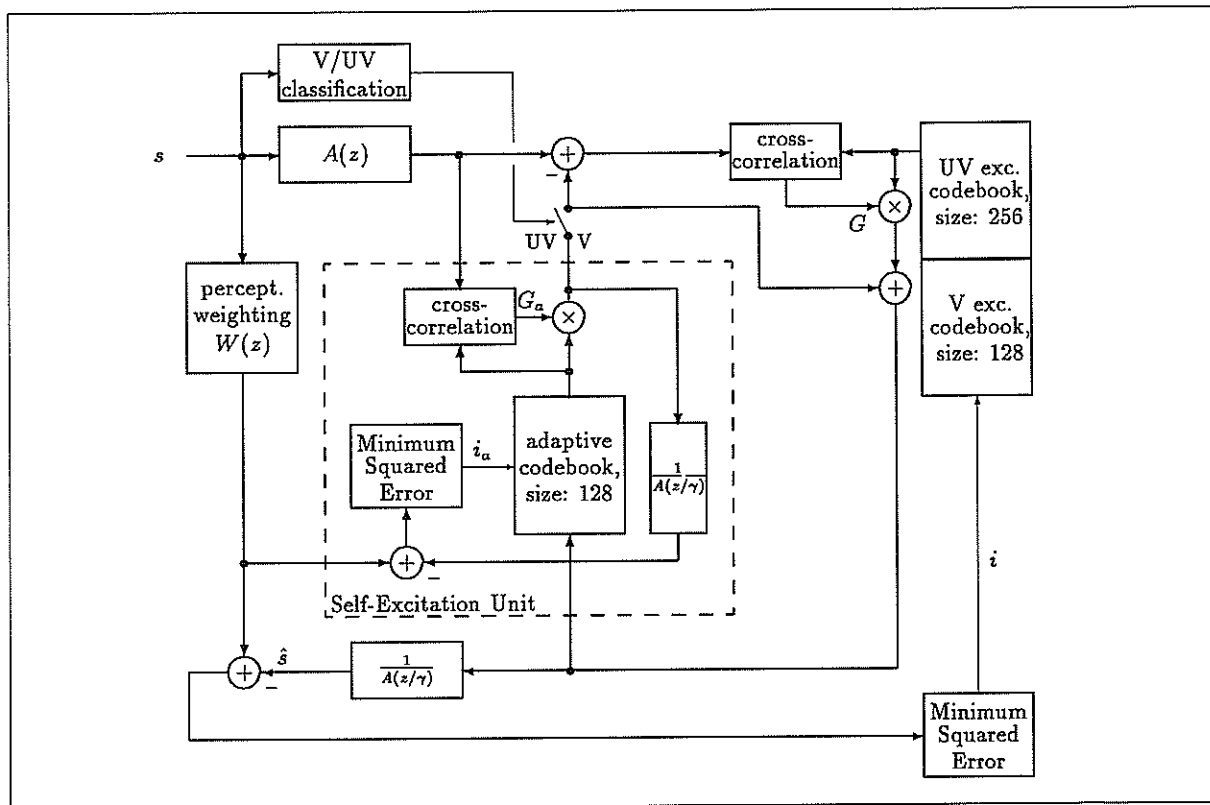 V/UV
classification
s
A(z)
+
−
cross-
correlation
UV exc.
codebook,
size: 256
×
G
UV
V
percept.
weighting
W(z)
cross-
correlation
G_a
×
+
V exc.
codebook,
size: 128
Minimum
Squared
Error
i_a
adaptive
codebook,
size: 128
1
A(z/γ)
+
−
i
Self-Excitation Unit
+
−
ŝ
1
A(z/γ)
Minimum
Squared
Error